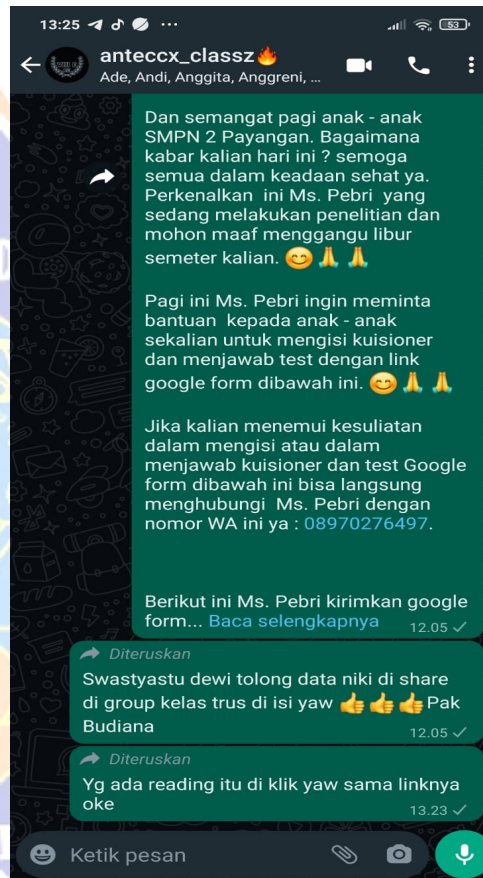 13:25 ... 53
anteccx_classz🔥
Ade, Andi, Anggita, Anggreni, ...
Dan semangat pagi anak - anak
SMPN 2 Payangan. Bagaimana
kabar kalian hari ini ? semoga
semua dalam keadaan sehat ya.
Perkenalkan  ini Ms. Pebri  yang
sedang melakukan penelitian dan
mohon maaf menggangu libur
semeter kalian. 😊🙏🙏
Pagi ini Ms. Pebri ingin meminta
bantuan  kepada anak - anak
sekalian untuk mengisi kuisioner
dan menjawab test dengan link
google form dibawah ini. 😊🙏🙏
Jika kalian menemui kesuliatan
dalam mengisi atau dalam
menjawab kuisioner dan test Google
form dibawah ini bisa langsung
menghubungi  Ms. Pebri dengan
nomor WA ini ya : 08970276497.
Berikut ini Ms. Pebri kirimkan google
form... Baca selengkapnya 12.05 ✓
Diteruskan
Swastyastu dewi tolong data niki di share
di group kelas trus di isi yaw 👍👍👍Pak
Budiana 12.05 ✓
Diteruskan
Yg ada reading itu di klik yaw sama linknya
oke 13.23 ✓
Ketik pesan